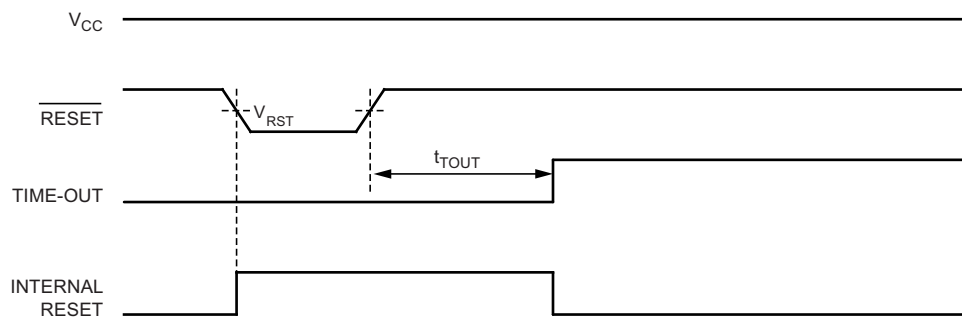 VCC
RESET
VRST
tTOUT
TIME-OUT
INTERNAL
RESET